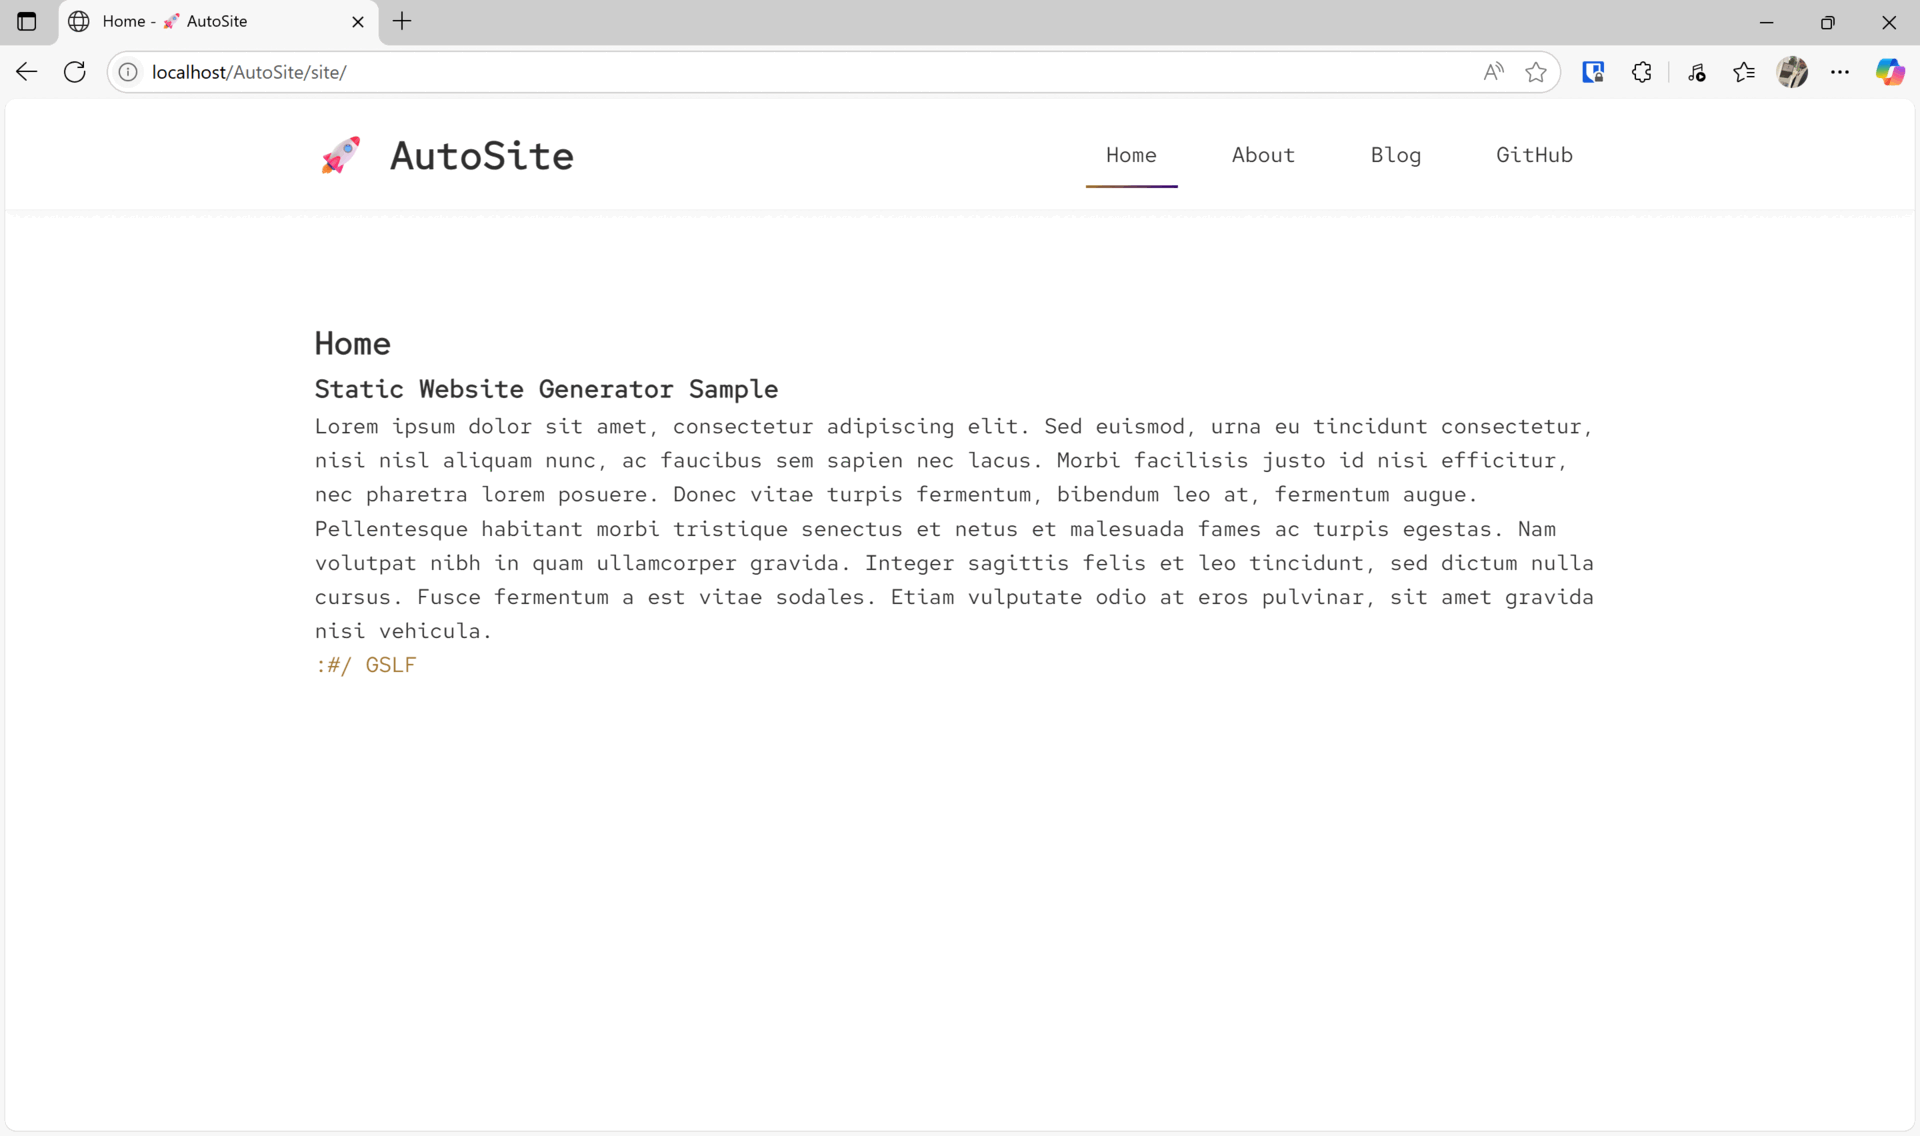 Home - 🚀 AutoSite
localhost/AutoSite/site/
🚀 AutoSite
Home About Blog GitHub
Home
Static Website Generator Sample
Lorem ipsum dolor sit amet, consectetur adipiscing elit. Sed euismod, urna eu tincidunt consectetur,
nisi nisl aliquam nunc, ac faucibus sem sapien nec lacus. Morbi facilisis justo id nisi efficitur,
nec pharetra lorem posuere. Donec vitae turpis fermentum, bibendum leo at, fermentum augue.
Pellentesque habitant morbi tristique senectus et netus et malesuada fames ac turpis egestas. Nam
volutpat nibh in quam ullamcorper gravida. Integer sagittis felis et leo tincidunt, sed dictum nulla
cursus. Fusce fermentum a est vitae sodales. Etiam vulputate odio at eros pulvinar, sit amet gravida
nisi vehicula.
:#/ GSLF